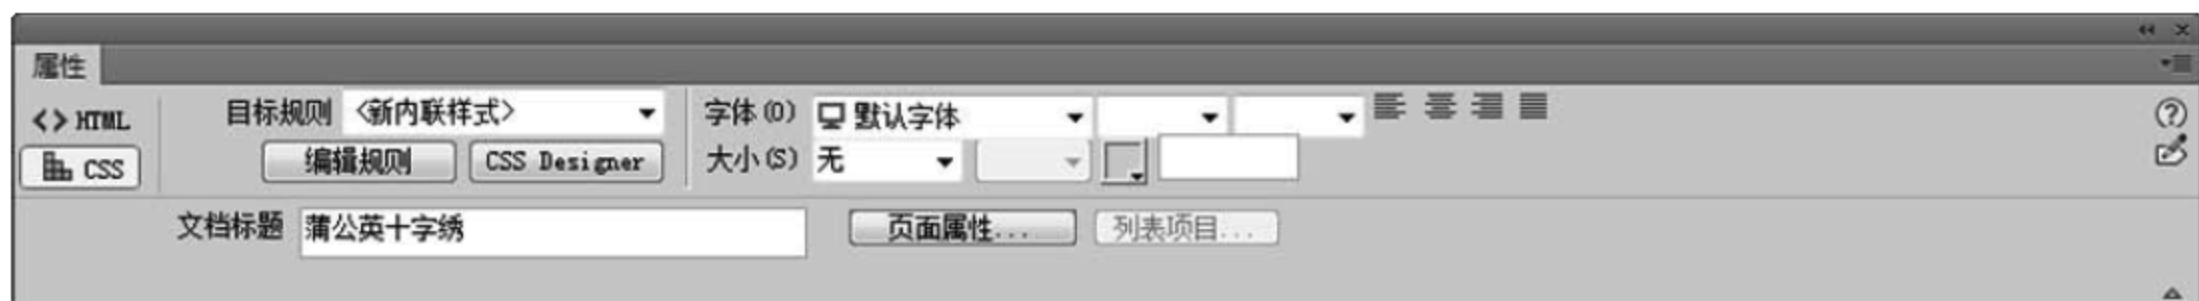 属性
<> HTML 目标规则 <新内联样式> 字体(O) 默认字体
CSS 编辑规则 CSS Designer 大小(S) 无
文档标题 蒲公英十字绣 页面属性... 列表项目...